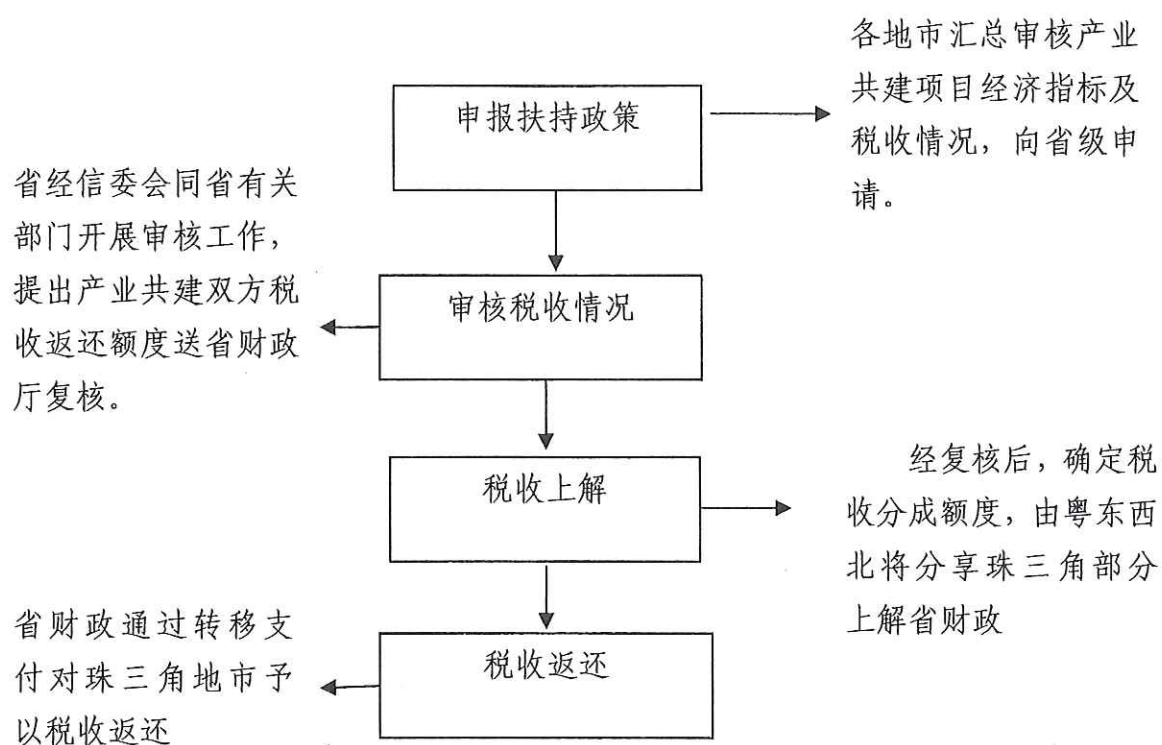 各地市汇总审核产业
共建项目经济指标及
税收情况，向省级申
请。
申报扶持政策
省经信委会同省有关
部门开展审核工作，
提出产业共建双方税
收返还额度送省财政
厅复核。
审核税收情况
税收上解
经复核后，确定税
收分成额度，由粤东西
北将分享珠三角部分
上解省财政
省财政通过转移支
付对珠三角地市予
以税收返还
税收返还